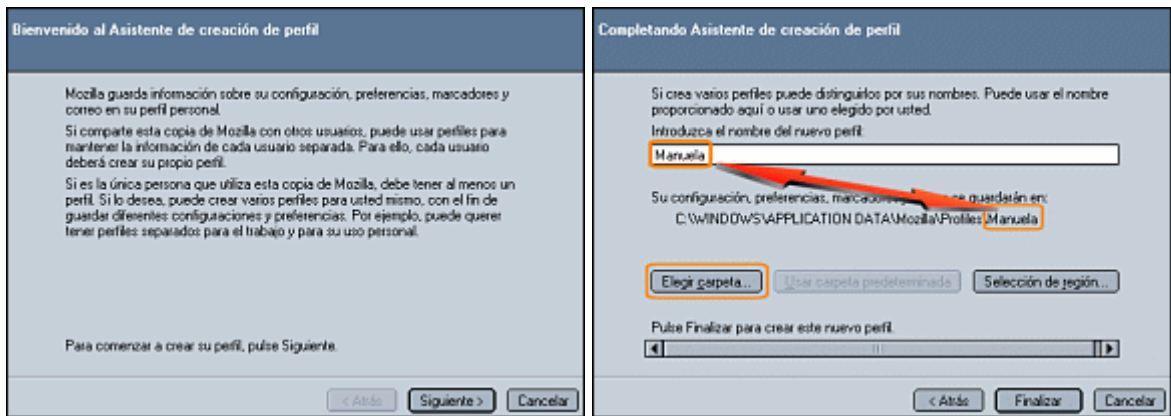 Bienvenido al Asistente de creación de perfil
Mozilla guarda información sobre su configuración, preferencias, marcadores y
correo en su perfil personal.
Si comparte esta copia de Mozilla con otros usuarios, puede usar perfiles para
mantener la información de cada usuario separada. Para ello, cada usuario
deberá crear su propio perfil.
Si es la única persona que utiliza esta copia de Mozilla, debe tener al menos un
perfil. Si lo desea, puede crear varios perfiles para usted mismo, con el fin de
guardar diferentes configuraciones y preferencias. Por ejemplo, puede querer
tener perfiles separados para el trabajo y para su uso personal.
Para comenzar a crear su perfil, pulse Siguiente.
< Atrás
Siguiente >
Cancelar
Completando Asistente de creación de perfil
Si crea varios perfiles puede distinguirlos por sus nombres. Puede usar el nombre
proporcionado aquí o usar uno elegido por usted.
Introduzca el nombre del nuevo perfil:
Manuela
Su configuración, preferencias, guardarán en:
C:\WINDOWS\APPLICATION DATA\Mozilla\Profiles\Manuela
Elegir carpeta...
Usar carpeta predeterminada
Selección de región...
Pulse Finalizar para crear este nuevo perfil.
< Atrás
Finalizar
Cancelar